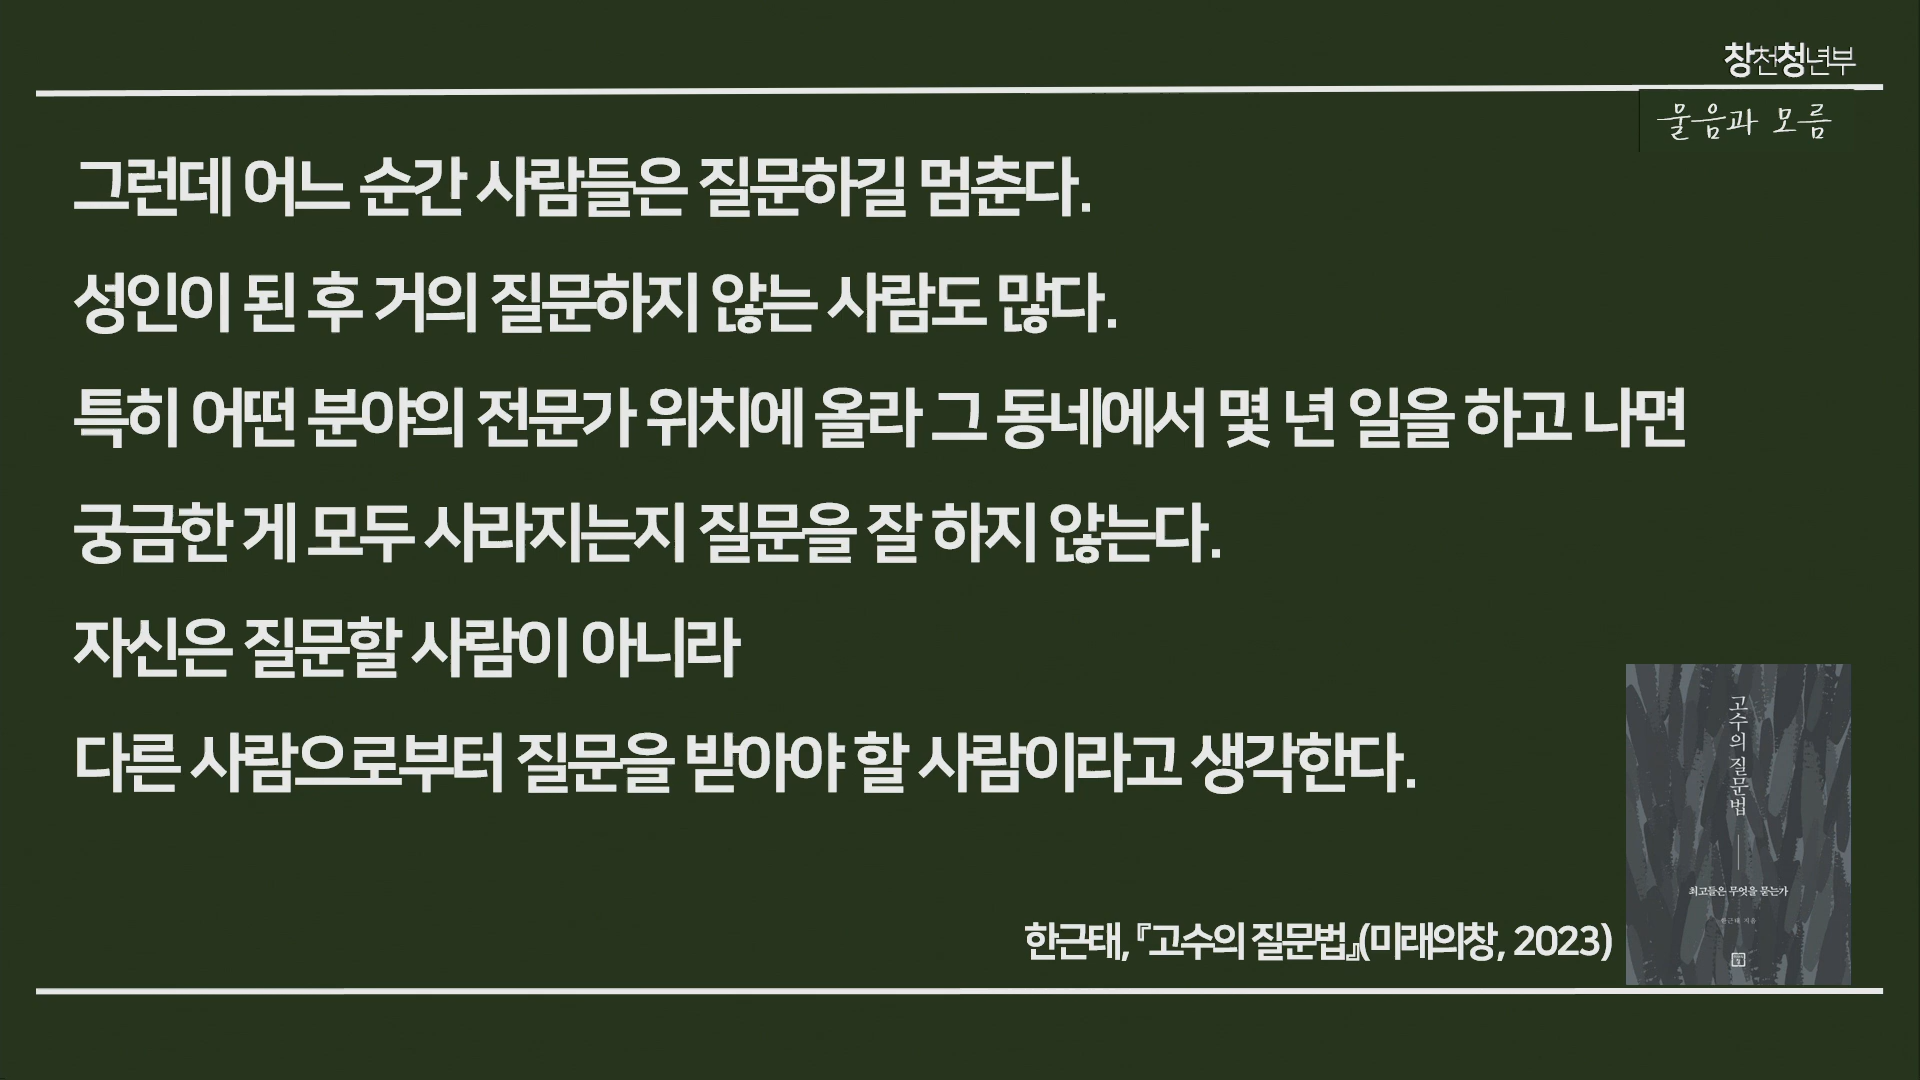 창천청년부
물음과 모름
그런데 어느 순간 사람들은 질문하길 멈춘다.
성인이 된 후 거의 질문하지 않는 사람도 많다.
특히 어떤 분야의 전문가 위치에 올라 그 동네에서 몇 년 일을 하고 나면
궁금한 게 모두 사라지는지 질문을 잘 하지 않는다.
자신은 질문할 사람이 아니라
다른 사람으로부터 질문을 받아야 할 사람이라고 생각한다.
고수의 질문법
최고들은 무엇을 묻는가
한근태 지음
한근태, 『고수의 질문법』(미래의창, 2023)